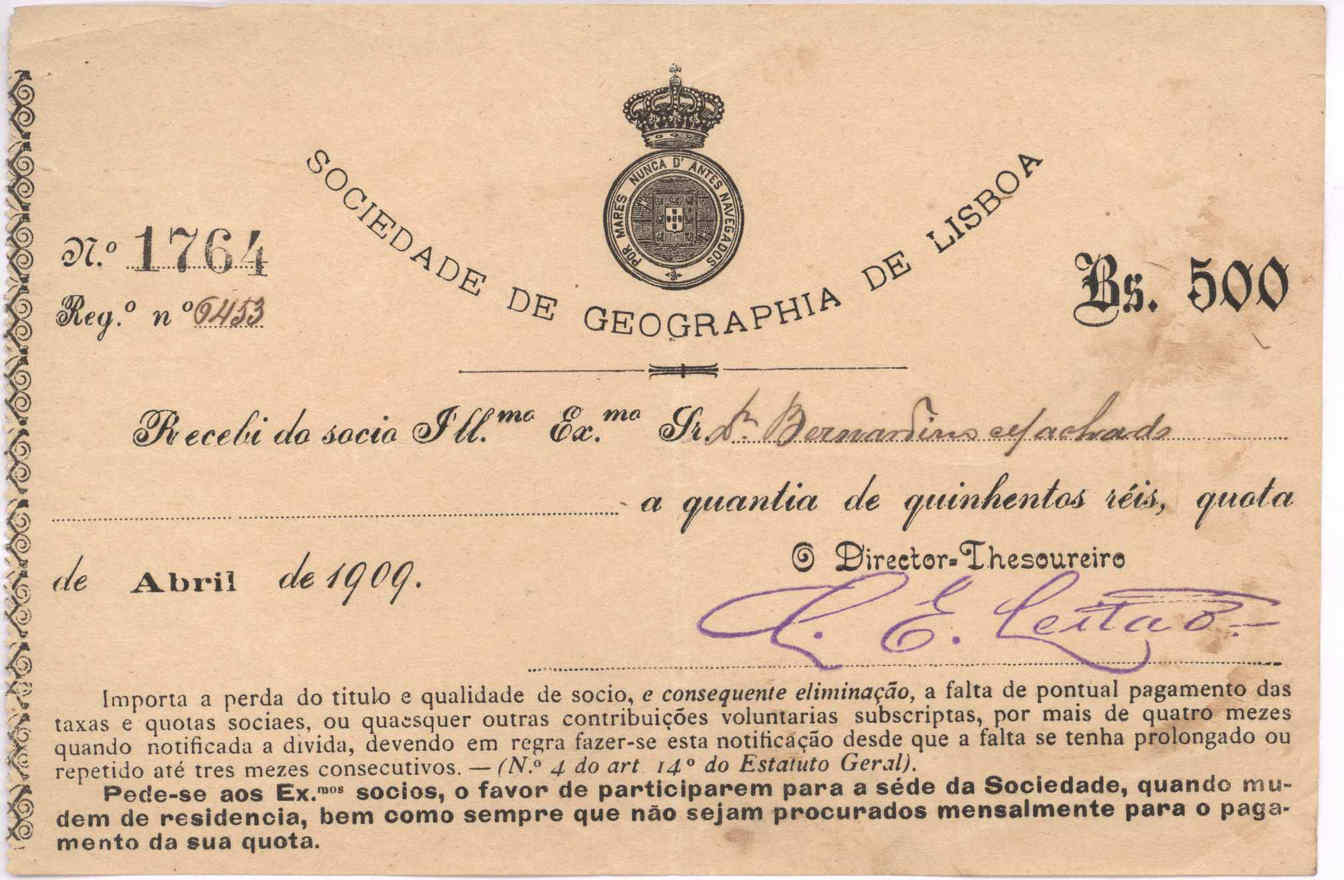 POR MARES NUNCA D' ANTES NAVEGADOS
SOCIEDADE DE GEOGRAPHIA DE LISBOA
N.º 1764
Reg.º nº 6453
Bs. 500
Recebi do socio Ill.mo Ex.mo Sr. Dr. Bernardino Machado
a quantia de quinhentos réis, quota
de Abril de 1909.
O Director-Thesoureiro
L. E. Leitão
Importa a perda do titulo e qualidade de socio, e consequente eliminação, a falta de pontual pagamento das
taxas e quotas sociaes, ou quaesquer outras contribuições voluntarias subscriptas, por mais de quatro mezes
quando notificada a divida, devendo em regra fazer-se esta notificação desde que a falta se tenha prolongado ou
repetido até tres mezes consecutivos. — (N.º 4 do art. 14º do Estatuto Geral).
Pede-se aos Ex.mos socios, o favor de participarem para a séde da Sociedade, quando mu-
dem de residencia, bem como sempre que não sejam procurados mensalmente para o paga-
mento da sua quota.